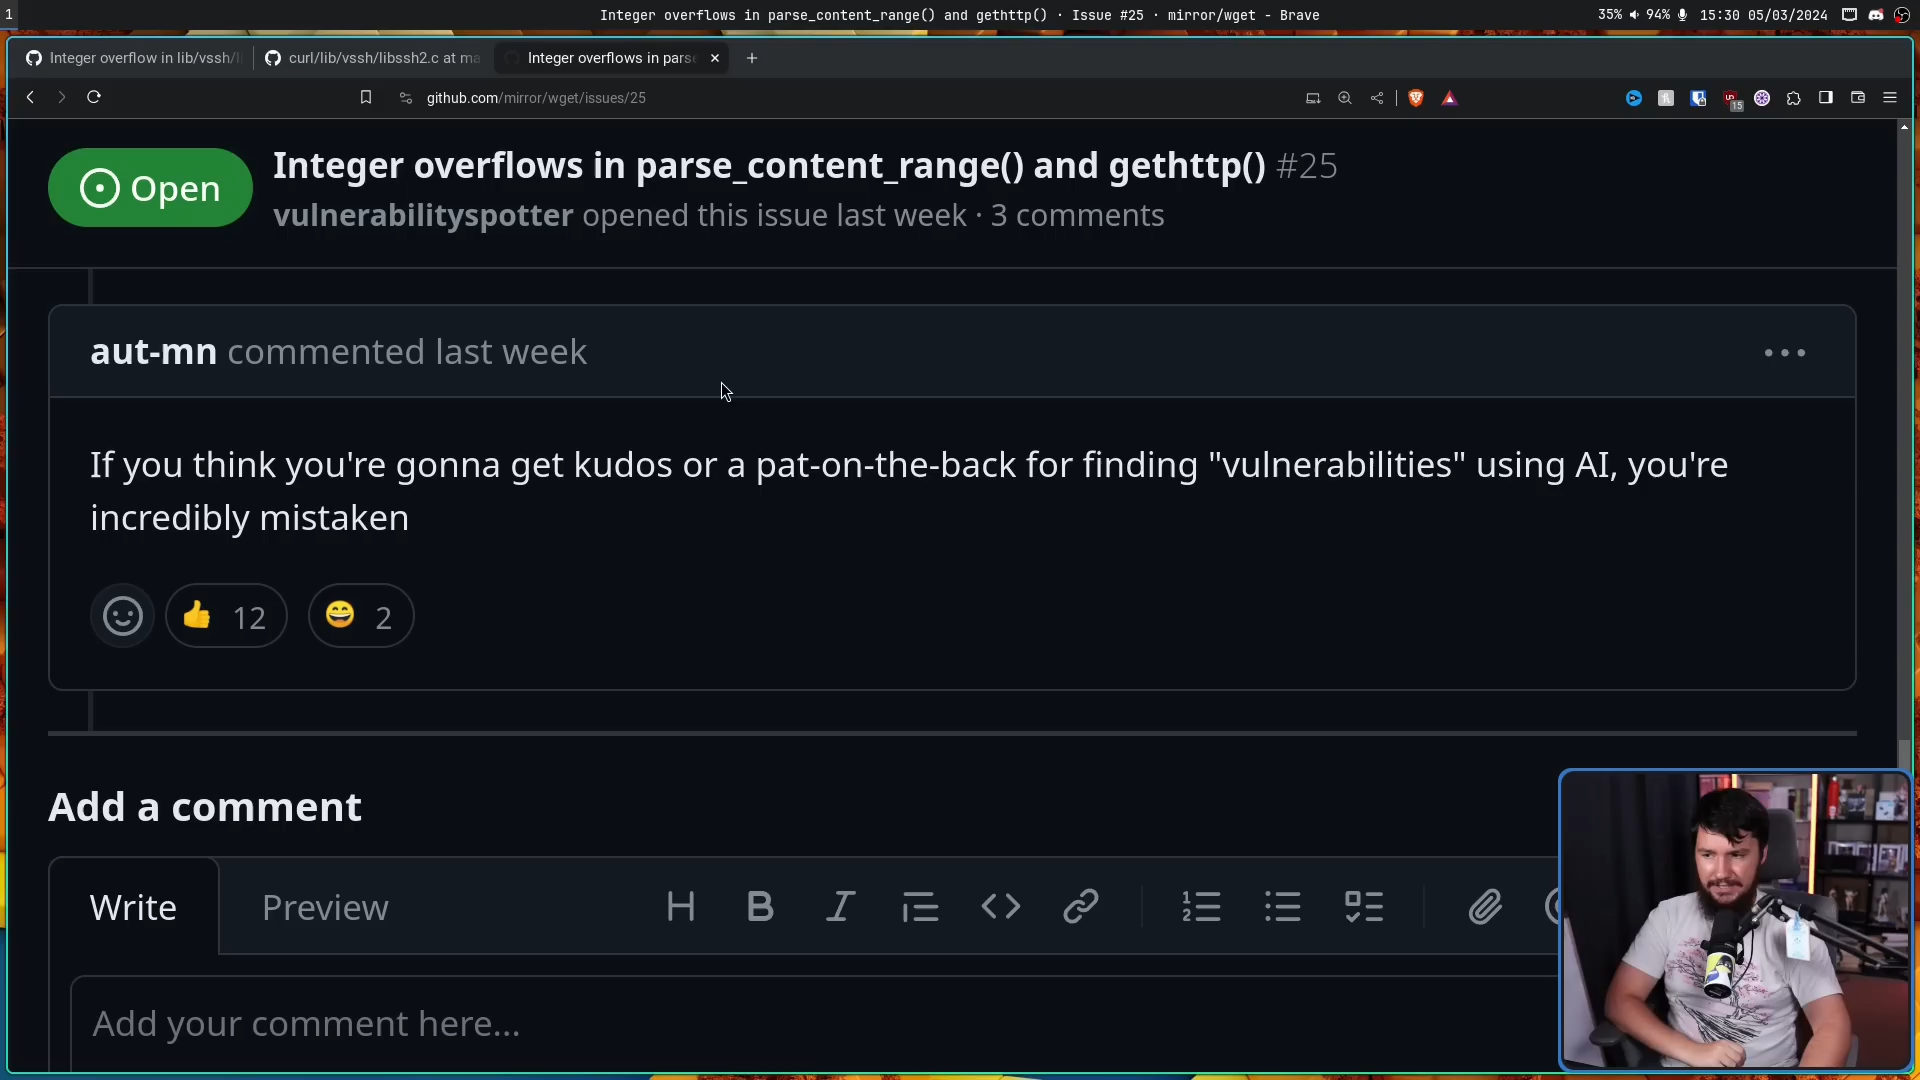 1
Integer overflows in parse_content_range() and gethttp() · Issue #25 · mirror/wget - Brave
35% 94% 15:30 05/03/2024
Integer overflow in lib/vssh/l
curl/lib/vssh/libssh2.c at ma
Integer overflows in parse
github.com/mirror/wget/issues/25
15
Open
Integer overflows in parse_content_range() and gethttp() #25
vulnerabilityspotter opened this issue last week · 3 comments
aut-mn commented last week
If you think you're gonna get kudos or a pat-on-the-back for finding "vulnerabilities" using AI, you're
incredibly mistaken
👍 12 😄 2
Add a comment
Write Preview
Add your comment here...